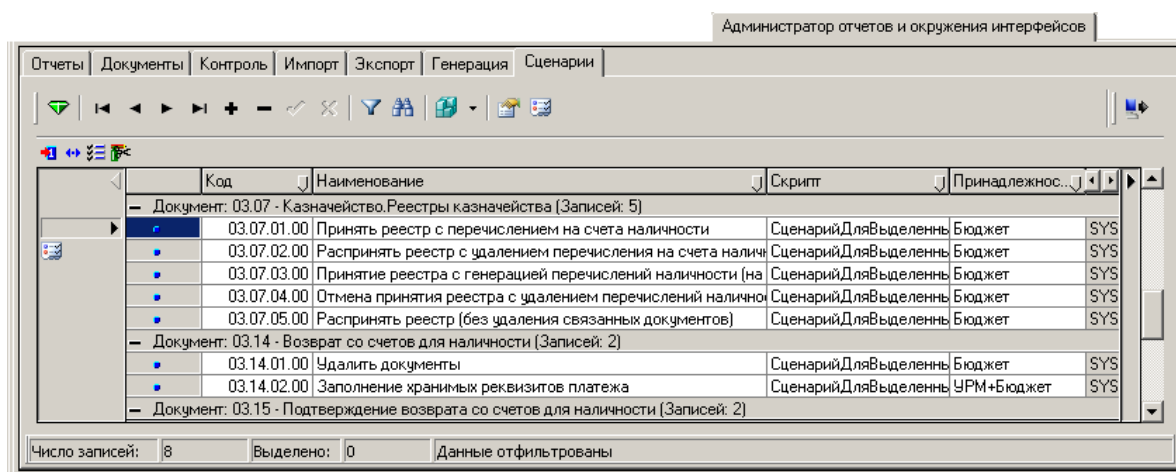 Администратор отчетов и окружения интерфейсов
Отчеты Документы Контроль Импорт Экспорт Генерация Сценарии
Код Наименование Скрипт Принадлежнос...
Документ: 03.07 - Казначейство.Реестры казначейства (Записей: 5)
03.07.01.00 Принять реестр с перечислением на счета наличности СценарийДляВыделенны Бюджет SYS
03.07.02.00 Распринять реестр с удалением перечисления на счета наличн СценарийДляВыделенны Бюджет SYS
03.07.03.00 Принятие реестра с генерацией перечислений наличности (на СценарийДляВыделенны Бюджет SYS
03.07.04.00 Отмена принятия реестра с удалением перечислений налично СценарийДляВыделенны Бюджет SYS
03.07.05.00 Распринять реестр (без удаления связанных документов) СценарийДляВыделенны Бюджет SYS
Документ: 03.14 - Возврат со счетов для наличности (Записей: 2)
03.14.01.00 Удалить документы СценарийДляВыделенны Бюджет SYS
03.14.02.00 Заполнение хранимых реквизитов платежа СценарийДляВыделенны УРМ+Бюджет SYS
Документ: 03.15 - Подтверждение возврата со счетов для наличности (Записей: 2)
Число записей: 8 Выделено: 0 Данные отфильтрованы